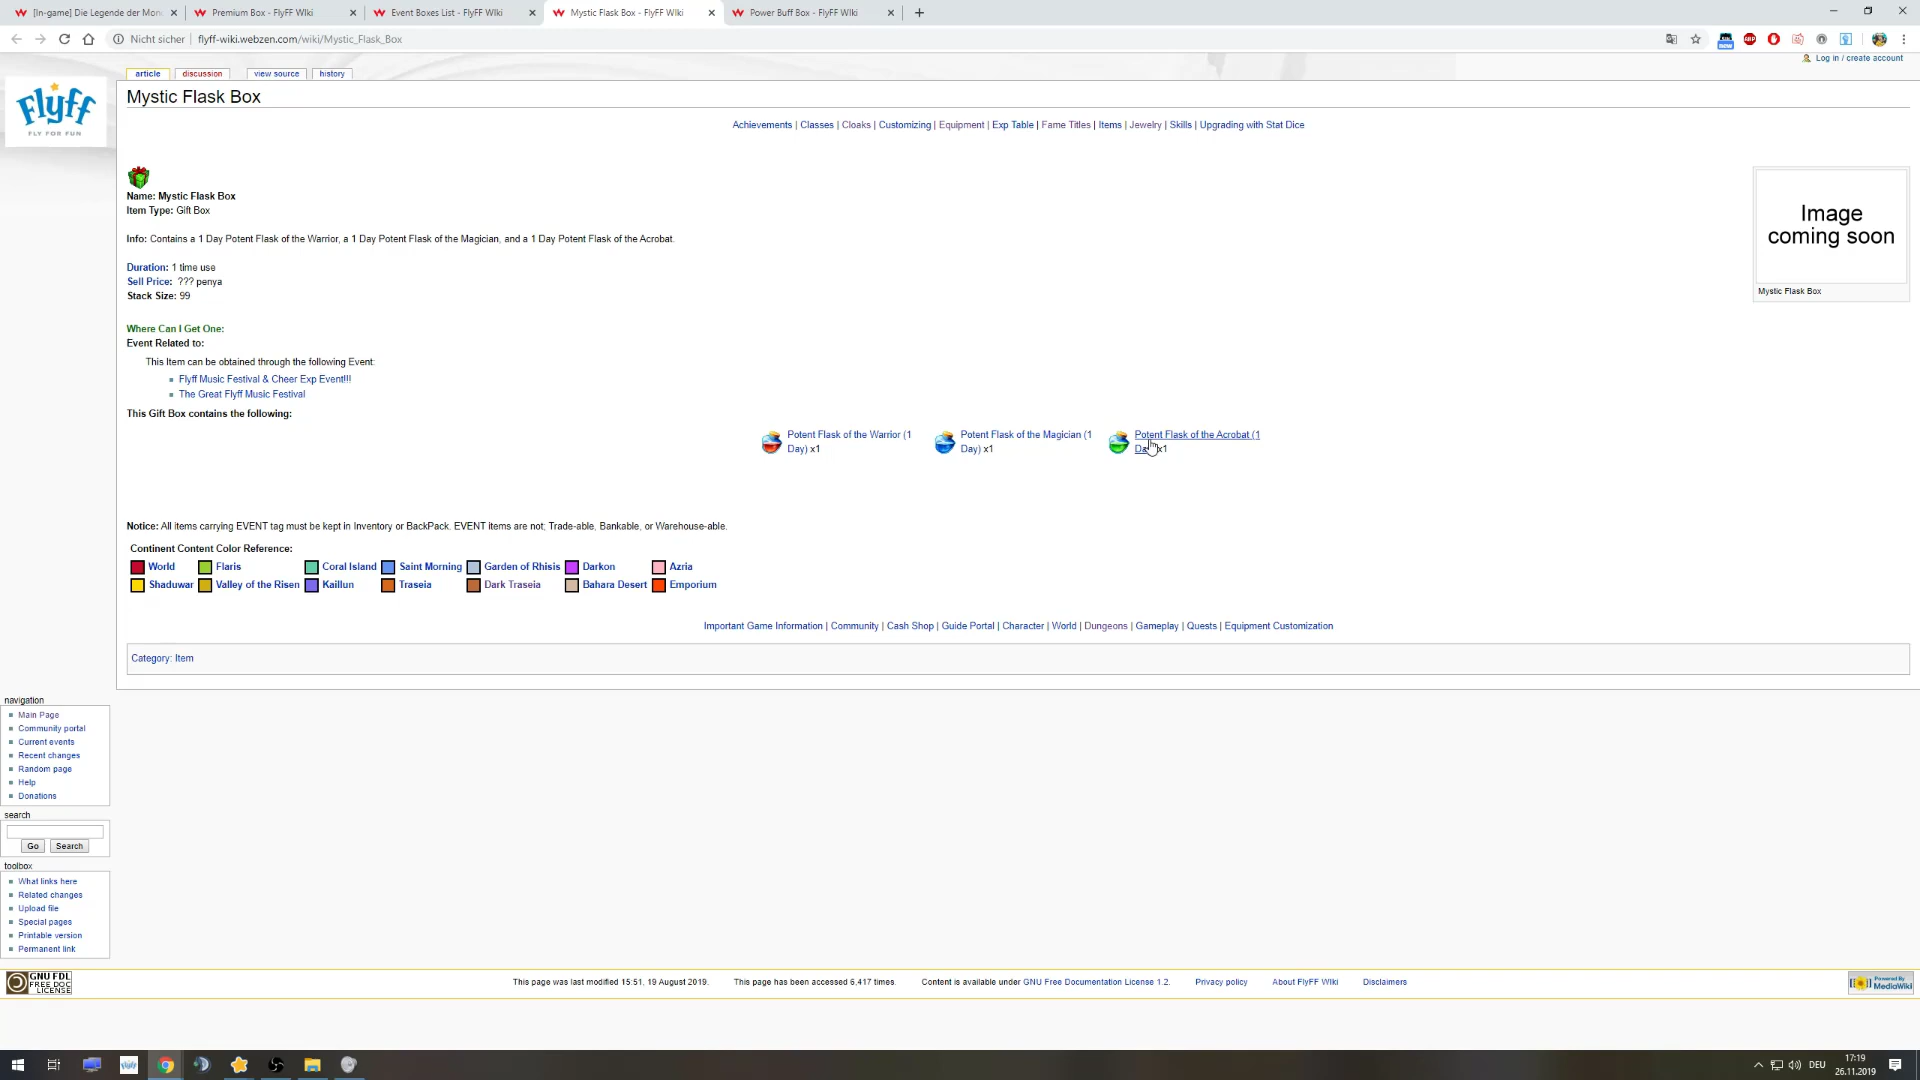 [In-game] Die Legende der Mon
Premium Box - FlyFF Wiki
Event Boxes List - FlyFF Wiki
Mystic Flask Box - FlyFF Wiki
Power Buff Box - FlyFF Wiki
Nicht sicher | flyff-wiki.webzen.com/wiki/Mystic_Flask_Box
Log in / create account
article
discussion
view source
history
Flyff
FLY FOR FUN
Mystic Flask Box
Achievements | Classes | Cloaks | Customizing | Equipment | Exp Table | Fame Titles | Items | Jewelry | Skills | Upgrading with Stat Dice
Name: Mystic Flask Box
Item Type: Gift Box
Info: Contains a 1 Day Potent Flask of the Warrior, a 1 Day Potent Flask of the Magician, and a 1 Day Potent Flask of the Acrobat.
Image
coming soon
Mystic Flask Box
Duration: 1 time use
Sell Price: ??? penya
Stack Size: 99
Where Can I Get One:
Event Related to:
This Item can be obtained through the following Event:
Flyff Music Festival & Cheer Exp Event!!!
The Great Flyff Music Festival
This Gift Box contains the following:
Potent Flask of the Warrior (1
Day) x1
Potent Flask of the Magician (1
Day) x1
Potent Flask of the Acrobat (1
x1
Notice: All items carrying EVENT tag must be kept in Inventory or BackPack. EVENT items are not; Trade-able, Bankable, or Warehouse-able.
Continent Content Color Reference:
World Flaris Coral Island Saint Morning Garden of Rhisis Darkon Azria
Shaduwar Valley of the Risen Kaillun Traseia Dark Traseia Bahara Desert Emporium
Important Game Information | Community | Cash Shop | Guide Portal | Character | World | Dungeons | Gameplay | Quests | Equipment Customization
Category: Item
navigation
Main Page
Community portal
Current events
Recent changes
Random page
Help
Donations
search
Go
Search
toolbox
What links here
Related changes
Upload file
Special pages
Printable version
Permanent link
GNU FDL
FREE DOC
LICENSE
This page was last modified 15:51, 19 August 2019.
This page has been accessed 6,417 times.
Content is available under GNU Free Documentation License 1.2.
Privacy policy
About FlyFF Wiki
Disclaimers
Powered By
MediaWiki
DEU
17:19
26.11.2019